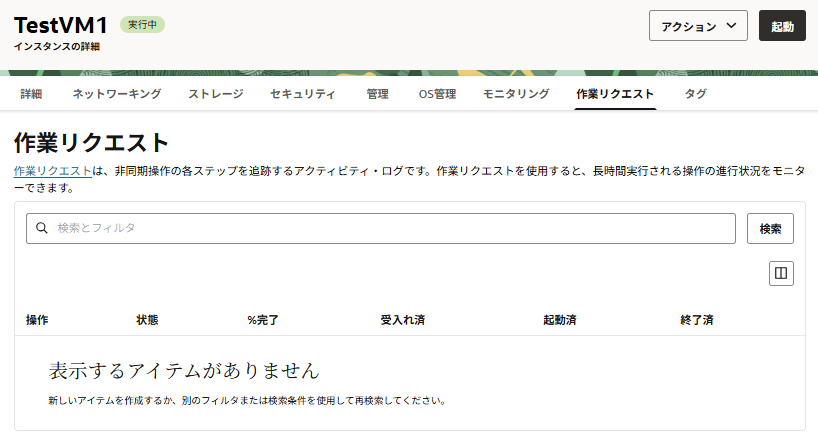 TestVM1 実行中
インスタンスの詳細
アクション 起動
詳細 ネットワーキング ストレージ セキュリティ 管理 OS管理 モニタリング 作業リクエスト タグ
作業リクエスト
作業リクエストは、非同期操作の各ステップを追跡するアクティビティ・ログです。作業リクエストを使用すると、長時間実行される操作の進行状況をモニタ
ーできます。
検索とフィルタ 検索
操作 状態 %完了 受入れ済 起動済 終了済
表示するアイテムがありません
新しいアイテムを作成するか、別のフィルタまたは検索条件を使用して再検索してください。